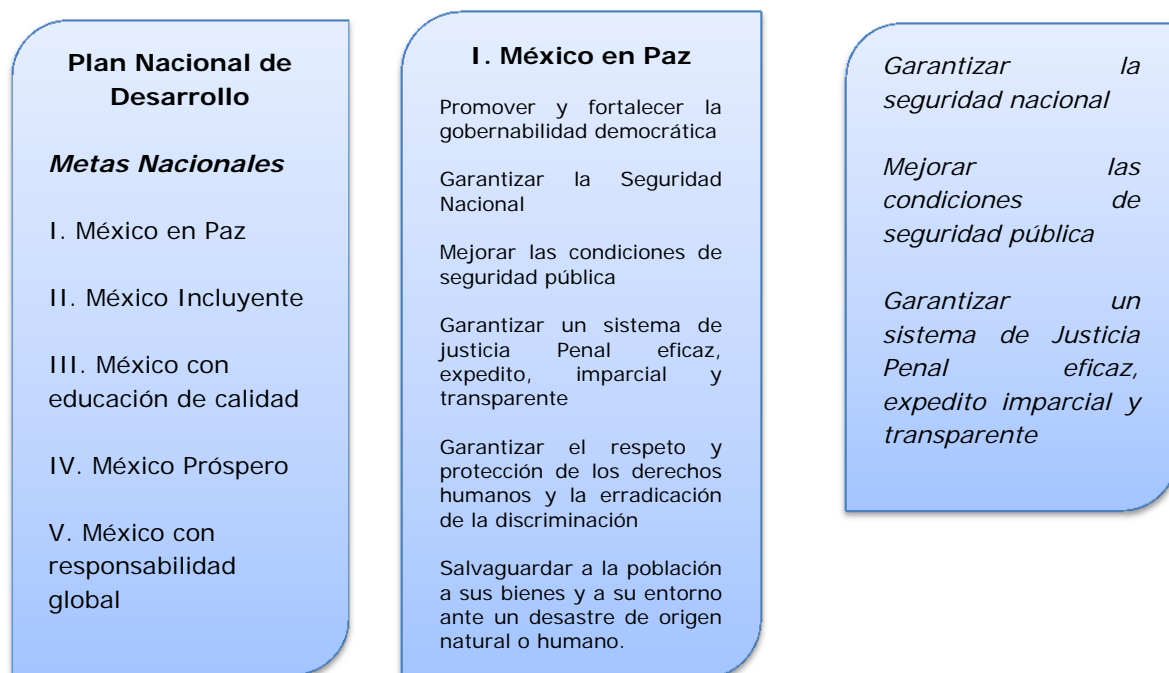 Plan Nacional de
Desarrollo
Metas Nacionales
I. México en Paz
II. México Incluyente
III. México con
educación de calidad
IV. México Próspero
V. México con
responsabilidad
global
I. México en Paz
Promover y fortalecer la
gobernabilidad democrática
Garantizar la Seguridad
Nacional
Mejorar las condiciones de
seguridad pública
Garantizar un sistema de
justicia Penal eficaz,
expedito, imparcial y
transparente
Garantizar el respeto y
protección de los derechos
humanos y la erradicación
de la discriminación
Salvaguardar a la población
a sus bienes y a su entorno
ante un desastre de origen
natural o humano.
Garantizar la
seguridad nacional
Mejorar las
condiciones de
seguridad pública
Garantizar un
sistema de Justicia
Penal eficaz,
expedito imparcial y
transparente